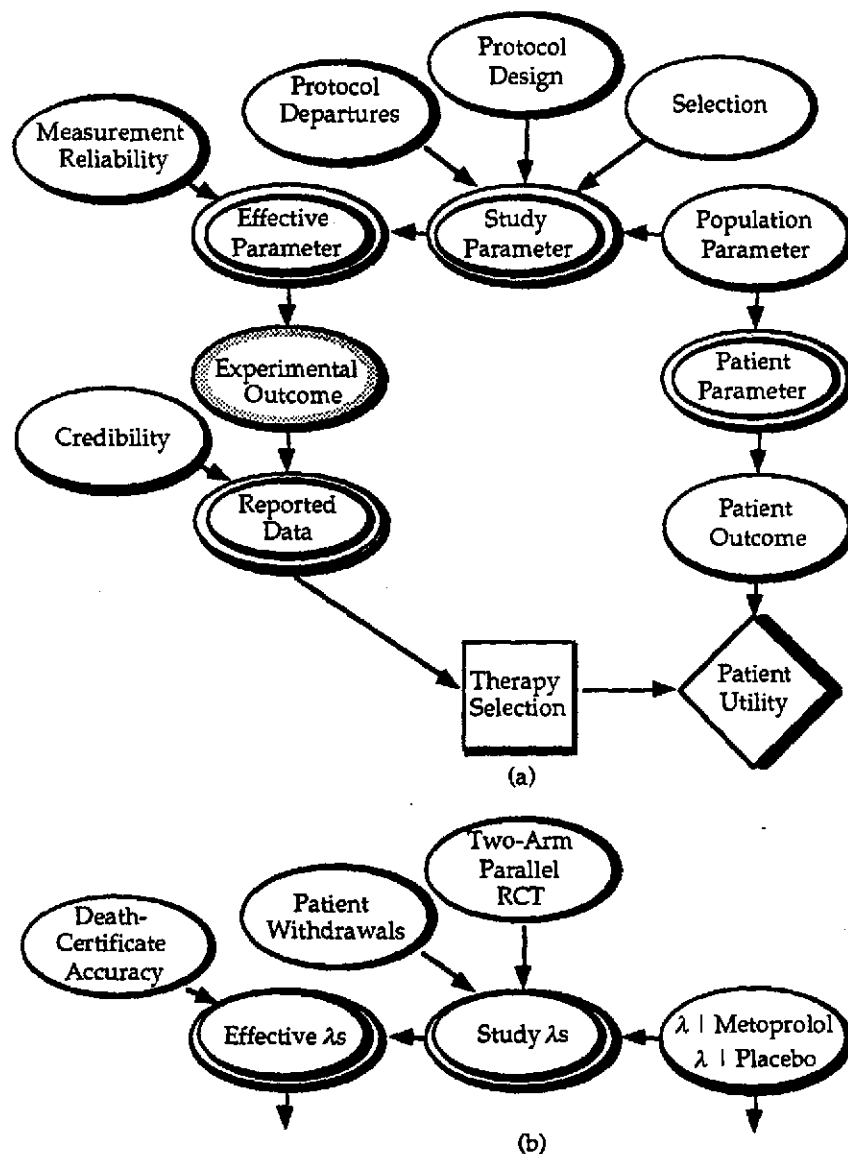 Protocol
Design
Protocol
Departures
Selection
Measurement
Reliability
Effective
Parameter
Study
Parameter
Population
Parameter
Experimental
Outcome
Patient
Parameter
Credibility
Reported
Data
Patient
Outcome
Therapy
Selection
Patient
Utility
(a)
Two-Arm
Parallel
RCT
Patient
Withdrawals
Death-
Certificate
Accuracy
Effective λs
Study λs
λ | Metoprolol
λ | Placebo
(b)